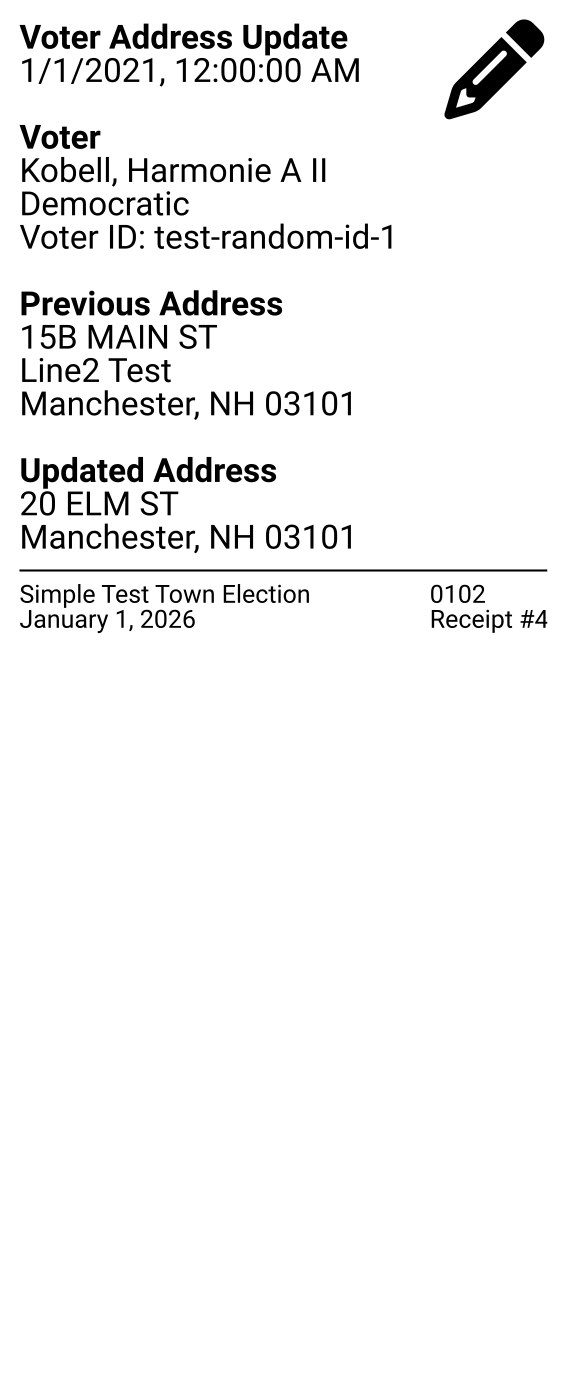 Voter Address Update
1/1/2021, 12:00:00 AM
Voter
Kobell, Harmonie A II
Democratic
Voter ID: test-random-id-1
Previous Address
15B MAIN ST
Line2 Test
Manchester, NH 03101
Updated Address
20 ELM ST
Manchester, NH 03101
Simple Test Town Election 0102
January 1, 2026 Receipt #4